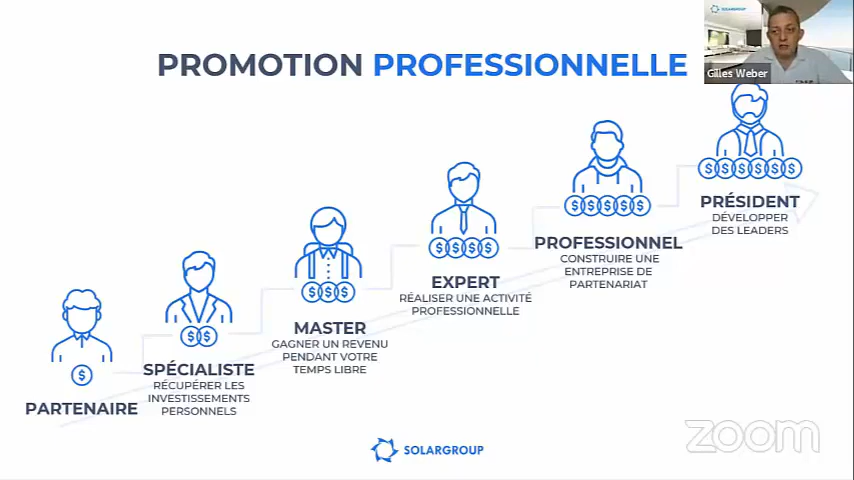 SOLARGROUP
Gilles Weber
PROMOTION PROFESSIONNELLE
PARTENAIRE
SPÉCIALISTE
RÉCUPÉRER LES
INVESTISSEMENTS
PERSONNELS
MASTER
GAGNER UN REVENU
PENDANT VOTRE
TEMPS LIBRE
EXPERT
RÉALISER UNE ACTIVITÉ
PROFESSIONNELLE
PROFESSIONNEL
CONSTRUIRE UNE
ENTREPRISE DE
PARTENARIAT
PRÉSIDENT
DÉVELOPPER
DES LEADERS
SOLARGROUP
zoom